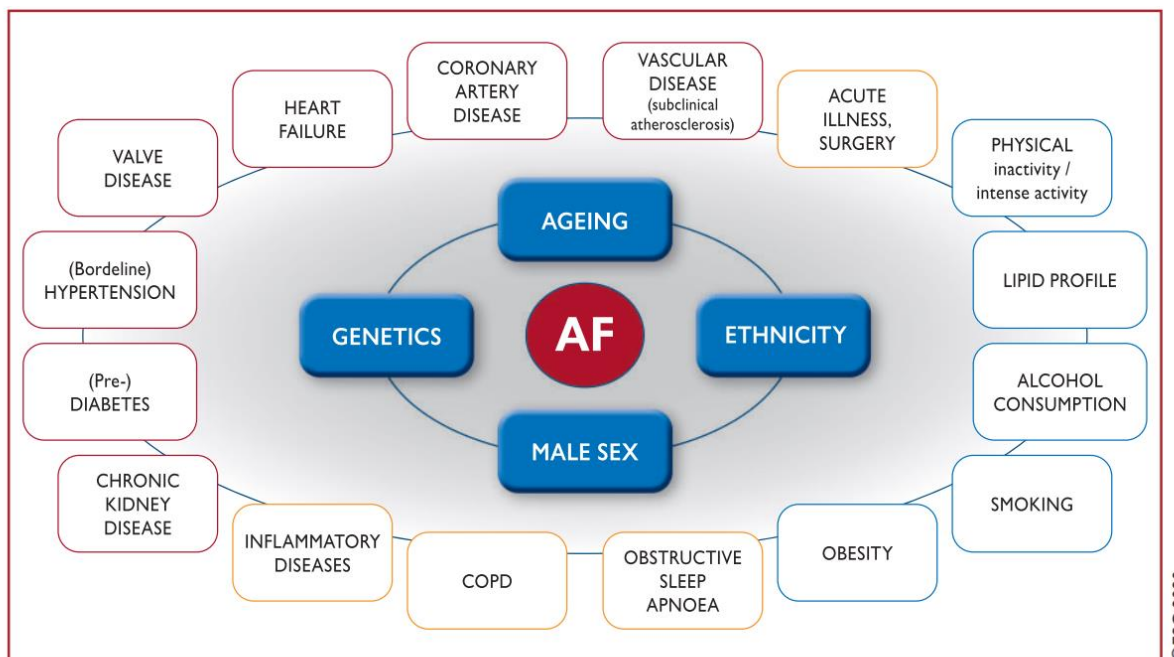 CORONARY
ARTERY
DISEASE
VASCULAR
DISEASE
(subclinical
atherosclerosis)
HEART
FAILURE
ACUTE
ILLNESS,
SURGERY
VALVE
DISEASE
PHYSICAL
inactivity /
intense activity
AGEING
(Bordeline)
HYPERTENSION
LIPID PROFILE
GENETICS
AF
ETHNICITY
(Pre-)
DIABETES
ALCOHOL
CONSUMPTION
MALE SEX
CHRONIC
KIDNEY
DISEASE
SMOKING
INFLAMMATORY
DISEASES
COPD
OBSTRUCTIVE
SLEEP
APNOEA
OBESITY